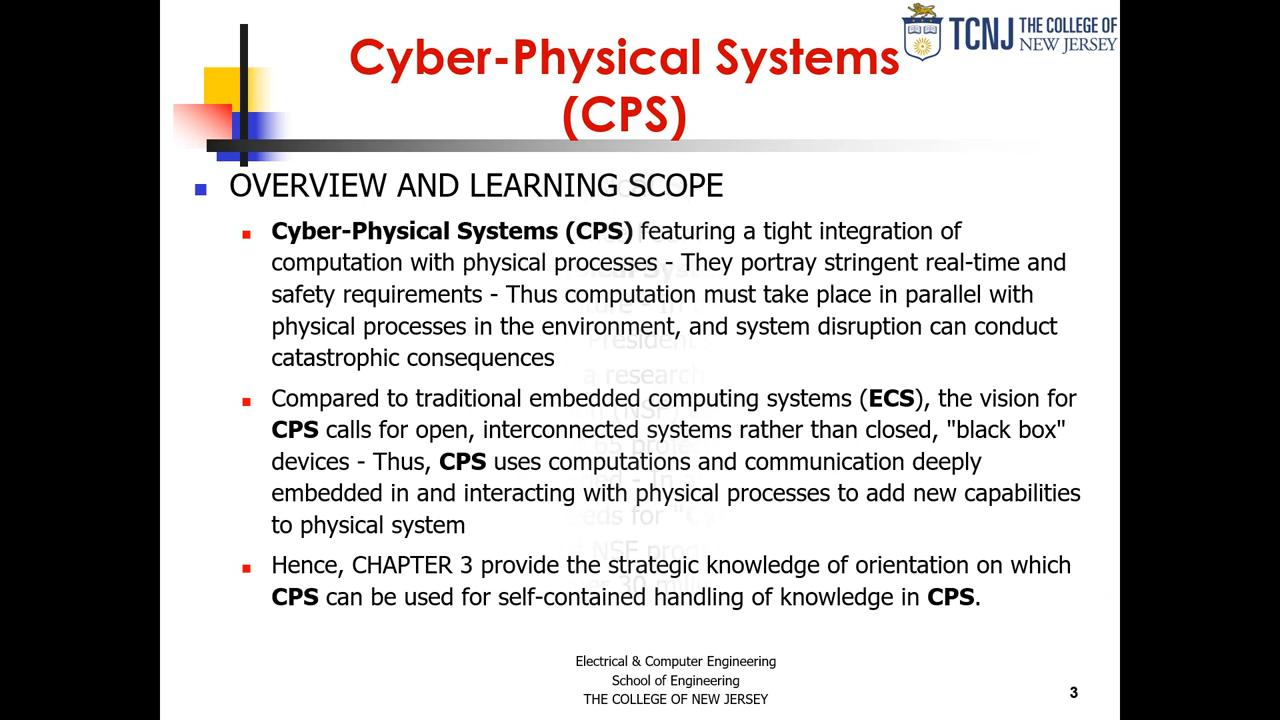 TCNJ THE COLLEGE OF
NEW JERSEY
Cyber-Physical Systems
(CPS)
OVERVIEW AND LEARNING SCOPE
Cyber-Physical Systems (CPS) featuring a tight integration of
computation with physical processes - They portray stringent real-time and
safety requirements - Thus computation must take place in parallel with
physical processes in the environment, and system disruption can conduct
catastrophic consequences
Compared to traditional embedded computing systems (ECS), the vision for
CPS calls for open, interconnected systems rather than closed, "black box"
devices - Thus, CPS uses computations and communication deeply
embedded in and interacting with physical processes to add new capabilities
to physical system
Hence, CHAPTER 3 provide the strategic knowledge of orientation on which
CPS can be used for self-contained handling of knowledge in CPS.
Electrical & Computer Engineering
School of Engineering
THE COLLEGE OF NEW JERSEY
3